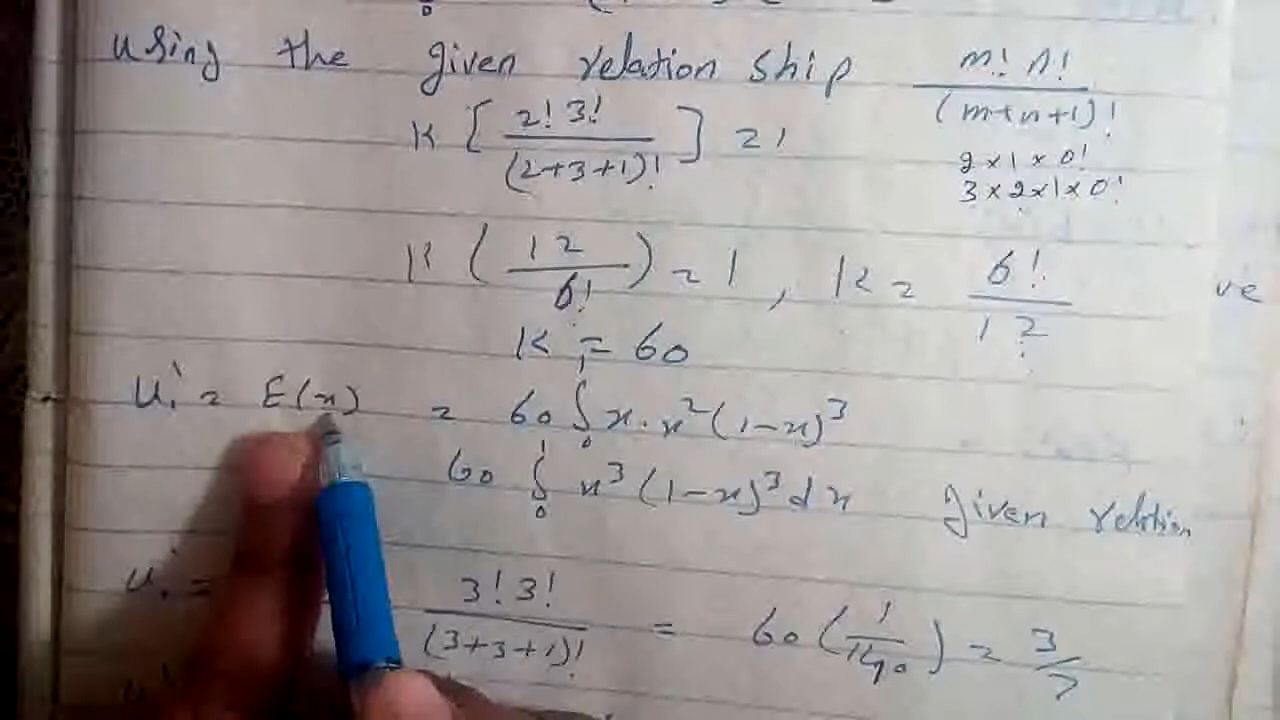 using the given relation ship m! n! / (m+n+1)!
K [ 2! 3! / (2+3+1)! ] = 1
2 x 1 x 0!
3 x 2 x 1 x 0!
K ( 12 / 6! ) = 1 , K = 6! / 12
ve
K = 60
u₁' = E(x) = 60 ∫₀¹ x . x² (1-x)³
60 ∫₀¹ x³ (1-x)³ dx given relation
u₁' = 3! 3! / (3+3+1)! = 60 ( 1 / 140 ) = 3/7